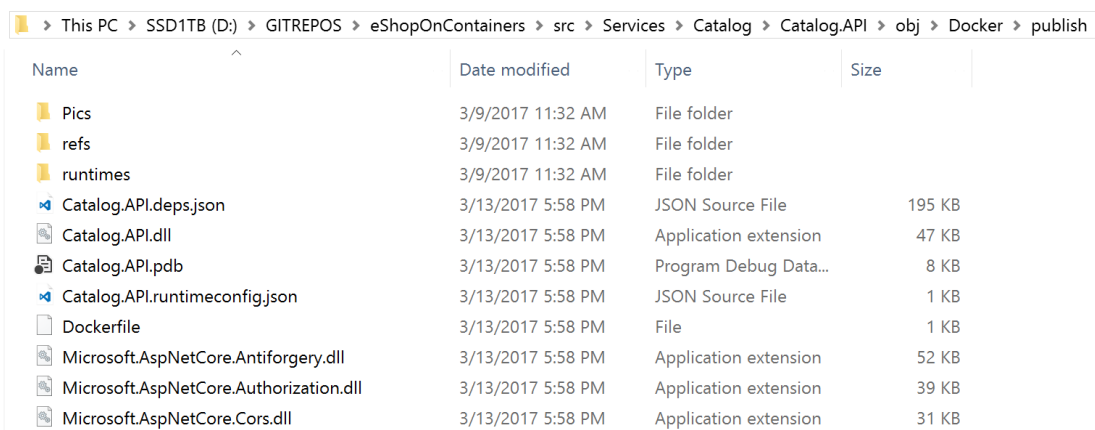 This PC > SSD1TB (D:) > GITREPOS > eShopOnContainers > src > Services > Catalog > Catalog.API > obj > Docker > publish
Name Date modified Type Size
Pics 3/9/2017 11:32 AM File folder
refs 3/9/2017 11:32 AM File folder
runtimes 3/9/2017 11:32 AM File folder
Catalog.API.deps.json 3/13/2017 5:58 PM JSON Source File 195 KB
Catalog.API.dll 3/13/2017 5:58 PM Application extension 47 KB
Catalog.API.pdb 3/13/2017 5:58 PM Program Debug Data... 8 KB
Catalog.API.runtimeconfig.json 3/13/2017 5:58 PM JSON Source File 1 KB
Dockerfile 3/13/2017 5:58 PM File 1 KB
Microsoft.AspNetCore.Antiforgery.dll 3/13/2017 5:58 PM Application extension 52 KB
Microsoft.AspNetCore.Authorization.dll 3/13/2017 5:58 PM Application extension 39 KB
Microsoft.AspNetCore.Cors.dll 3/13/2017 5:58 PM Application extension 31 KB